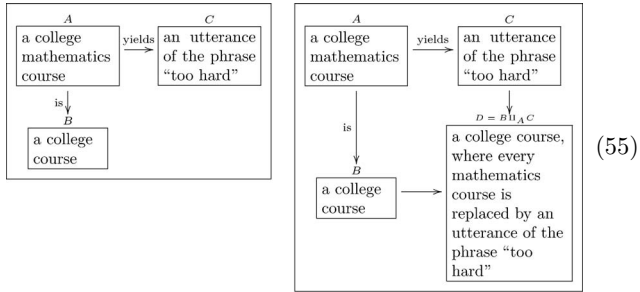 A
C
a college
mathematics
course
yields
an utterance
of the phrase
“too hard”
is
B
a college
course
A
C
a college
mathematics
course
yields
an utterance
of the phrase
“too hard”
is
D = B⨿_A C
B
a college
course
a college course,
where every
mathematics
course is
replaced by an
utterance of the
phrase “too
hard”
(55)